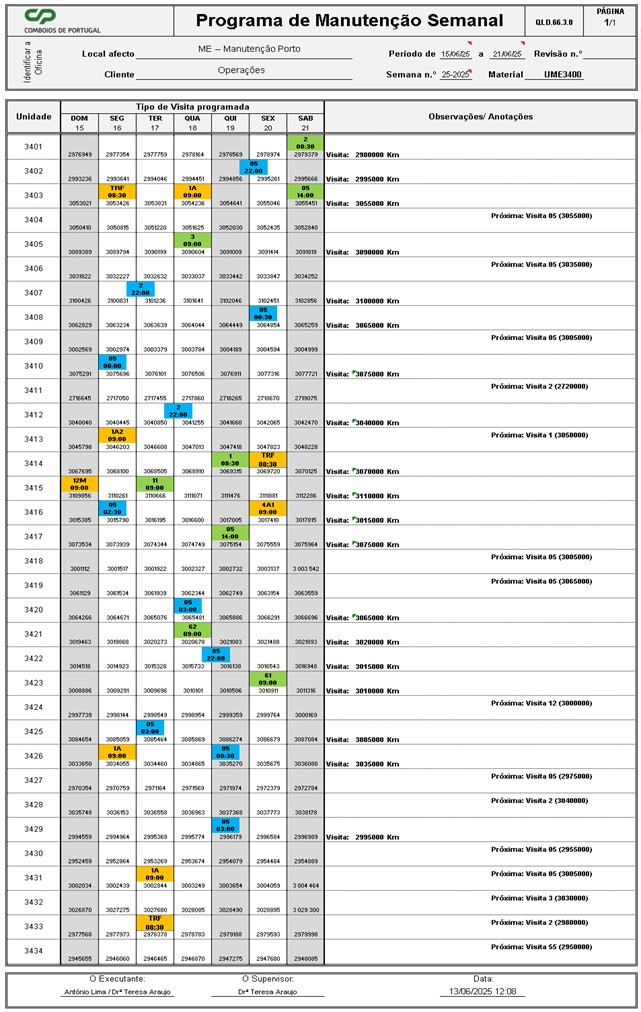 CP
COMBOIOS DE PORTUGAL
Programa de Manutenção Semanal
QLD.66.3.0
PÁGINA
1/1
Identificar a Oficina
Local afecto ME – Manutenção Porto
Período de 15/06/25 a 21/06/25 Revisão n.º
Cliente Operações
Semana n.º 25-2025 Material UME3400
Unidade
Tipo de Visita programada
Observações/ Anotações
DOM SEG TER QUA QUI SEX SAB
15 16 17 18 19 20 21
3401
2
08:30
2976949 2977354 2977759 2978164 2978569 2978974 2979379 Visita: 2980000 Km
3402
05
22:00
2993236 2993641 2994046 2994451 2994856 2995261 2995666 Visita: 2995000 Km
3403
TRF 1A 05
08:30 09:00 14:00
3053021 3053426 3053831 3054236 3054641 3055046 3055451 Visita: 3055000 Km
3404 Próxima: Visita 05 (3055000)
3050410 3050815 3051220 3051625 3052030 3052435 3052840
3405
3
09:00
3089389 3089794 3090199 3090604 3091009 3091414 3091819 Visita: 3090000 Km
3406 Próxima: Visita 05 (3035000)
3031822 3032227 3032632 3033037 3033442 3033847 3034252
3407
2
22:00
3100426 3100831 3101236 3101641 3102046 3102451 3102856 Visita: 3100000 Km
3408
05
00:30
3062829 3063234 3063639 3064044 3064449 3064854 3065259 Visita: 3065000 Km
3409 Próxima: Visita 05 (3005000)
3002569 3002974 3003379 3003784 3004189 3004594 3004999
3410
05
00:00
3075291 3075696 3076101 3076506 3076911 3077316 3077721 Visita: 3075000 Km
3411 Próxima: Visita 2 (2720000)
2716645 2717050 2717455 2717860 2718265 2718670 2719075
3412
2
22:00
3040040 3040445 3040850 3041255 3041660 3042065 3042470 Visita: 3040000 Km
3413 Próxima: Visita 1 (3050000)
1A2
09:00
3045798 3046203 3046608 3047013 3047418 3047823 3048228
3414
1 TRF
08:30 08:30
3067695 3068100 3068505 3068910 3069315 3069720 3070125 Visita: 3070000 Km
3415
12M 11
09:00 09:00
3109856 3110261 3110666 3111071 3111476 3111881 3112286 Visita: 3110000 Km
3416
05 4A1
02:30 09:00
3015385 3015790 3016195 3016600 3017005 3017410 3017815 Visita: 3015000 Km
3417
05
14:00
3073534 3073939 3074344 3074749 3075154 3075559 3075964 Visita: 3075000 Km
3418 Próxima: Visita 05 (3005000)
3001112 3001517 3001922 3002327 3002732 3003137 3 003 542
3419 Próxima: Visita 05 (3065000)
3061129 3061534 3061939 3062344 3062749 3063154 3063559
3420
05
03:00
3064266 3064671 3065076 3065481 3065886 3066291 3066696 Visita: 3065000 Km
3421
62
09:00
3019463 3019868 3020273 3020678 3021083 3021488 3021893 Visita: 3020000 Km
3422
05
22:00
3014518 3014923 3015328 3015733 3016138 3016543 3016948 Visita: 3015000 Km
3423
61
09:00
3008886 3009291 3009696 3010101 3010506 3010911 3011316 Visita: 3010000 Km
3424 Próxima: Visita 12 (3000000)
2997739 2998144 2998549 2998954 2999359 2999764 3000169
3425
05
03:00
3084654 3085059 3085464 3085869 3086274 3086679 3087084 Visita: 3085000 Km
3426
1A 05
09:00 00:30
3033650 3034055 3034460 3034865 3035270 3035675 3036080 Visita: 3035000 Km
3427 Próxima: Visita 05 (2975000)
2970354 2970759 2971164 2971569 2971974 2972379 2972784
3428 Próxima: Visita 2 (3040000)
3035748 3036153 3036558 3036963 3037368 3037773 3038178
3429
05
03:00
2994559 2994964 2995369 2995774 2996179 2996584 2996989 Visita: 2995000 Km
3430 Próxima: Visita 05 (2955000)
2952459 2952864 2953269 2953674 2954079 2954484 2954889
3431 Próxima: Visita 05 (3005000)
1A
09:00
3002034 3002439 3002844 3003249 3003654 3004059 3 004 464
3432 Próxima: Visita 3 (3030000)
3026870 3027275 3027680 3028085 3028490 3028895 3 029 300
3433 Próxima: Visita 2 (2980000)
TRF
08:30
2977568 2977973 2978378 2978783 2979188 2979593 2979998
3434 Próxima: Visita 55 (2950000)
2945655 2946060 2946465 2946870 2947275 2947680 2948085
O Executante: O Supervisor: Data:
António Lima / Drª Teresa Araujo Drª Teresa Araujo 13/06/2025 12:08